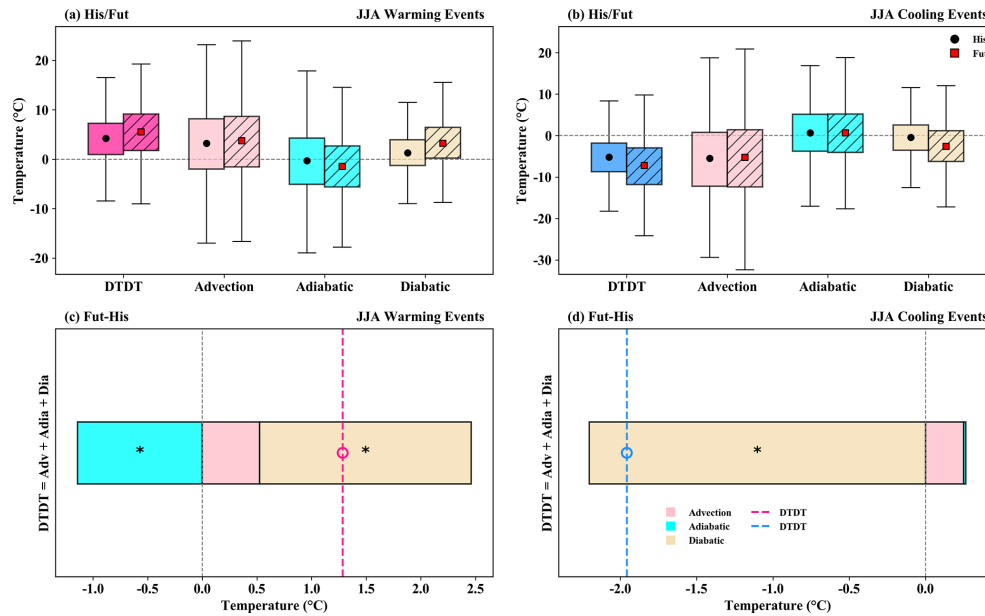 (a) His/Fut JJA Warming Events
Temperature (°C)
20
10
0
-10
-20
DTDT Advection Adiabatic Diabatic
(b) His/Fut JJA Cooling Events
His
Fut
Temperature (°C)
20
10
0
-10
-20
-30
DTDT Advection Adiabatic Diabatic
(c) Fut-His JJA Warming Events
DTDT = Adv + Adia + Dia
*
*
-1.0 -0.5 0.0 0.5 1.0 1.5 2.0 2.5
Temperature (°C)
(d) Fut-His JJA Cooling Events
DTDT = Adv + Adia + Dia
*
Advection DTDT
Adiabatic DTDT
Diabatic
-2.0 -1.5 -1.0 -0.5 0.0
Temperature (°C)